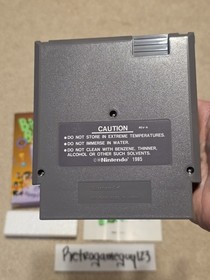 CAUTION REV-A
● DO NOT STORE IN EXTREME TEMPERATURES.
● DO NOT IMMERSE IN WATER.
● DO NOT CLEAN WITH BENZENE, THINNER,
ALCOHOL OR OTHER SUCH SOLVENTS.
©Nintendo® 1985
Retrogameguy123